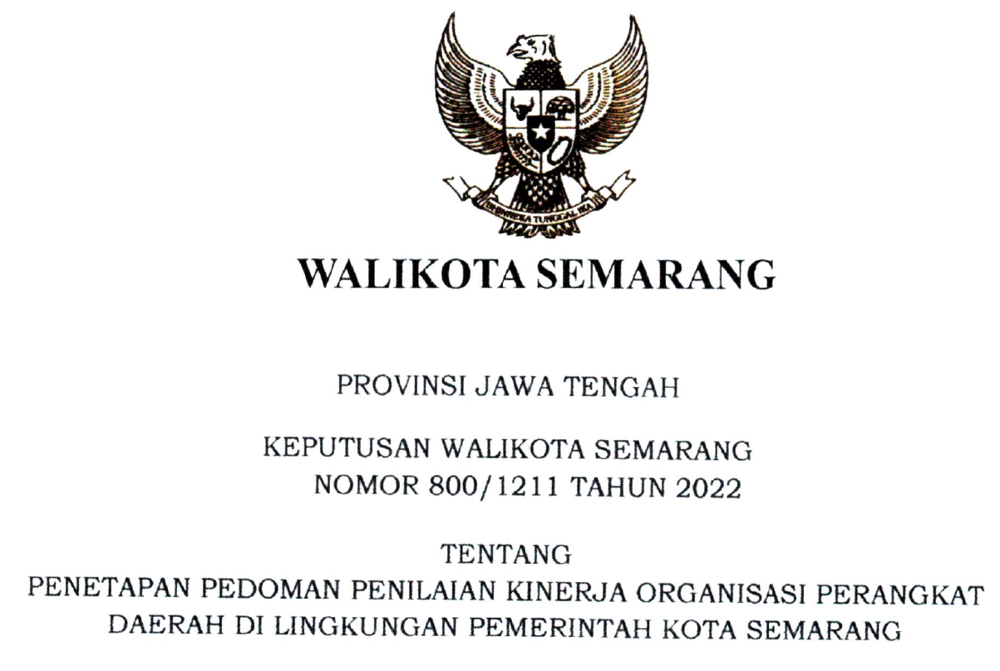 BHINNEKA TUNGGAL IKA
WALIKOTA SEMARANG
PROVINSI JAWA TENGAH
KEPUTUSAN WALIKOTA SEMARANG
NOMOR 800/1211 TAHUN 2022
TENTANG
PENETAPAN PEDOMAN PENILAIAN KINERJA ORGANISASI PERANGKAT
DAERAH DI LINGKUNGAN PEMERINTAH KOTA SEMARANG